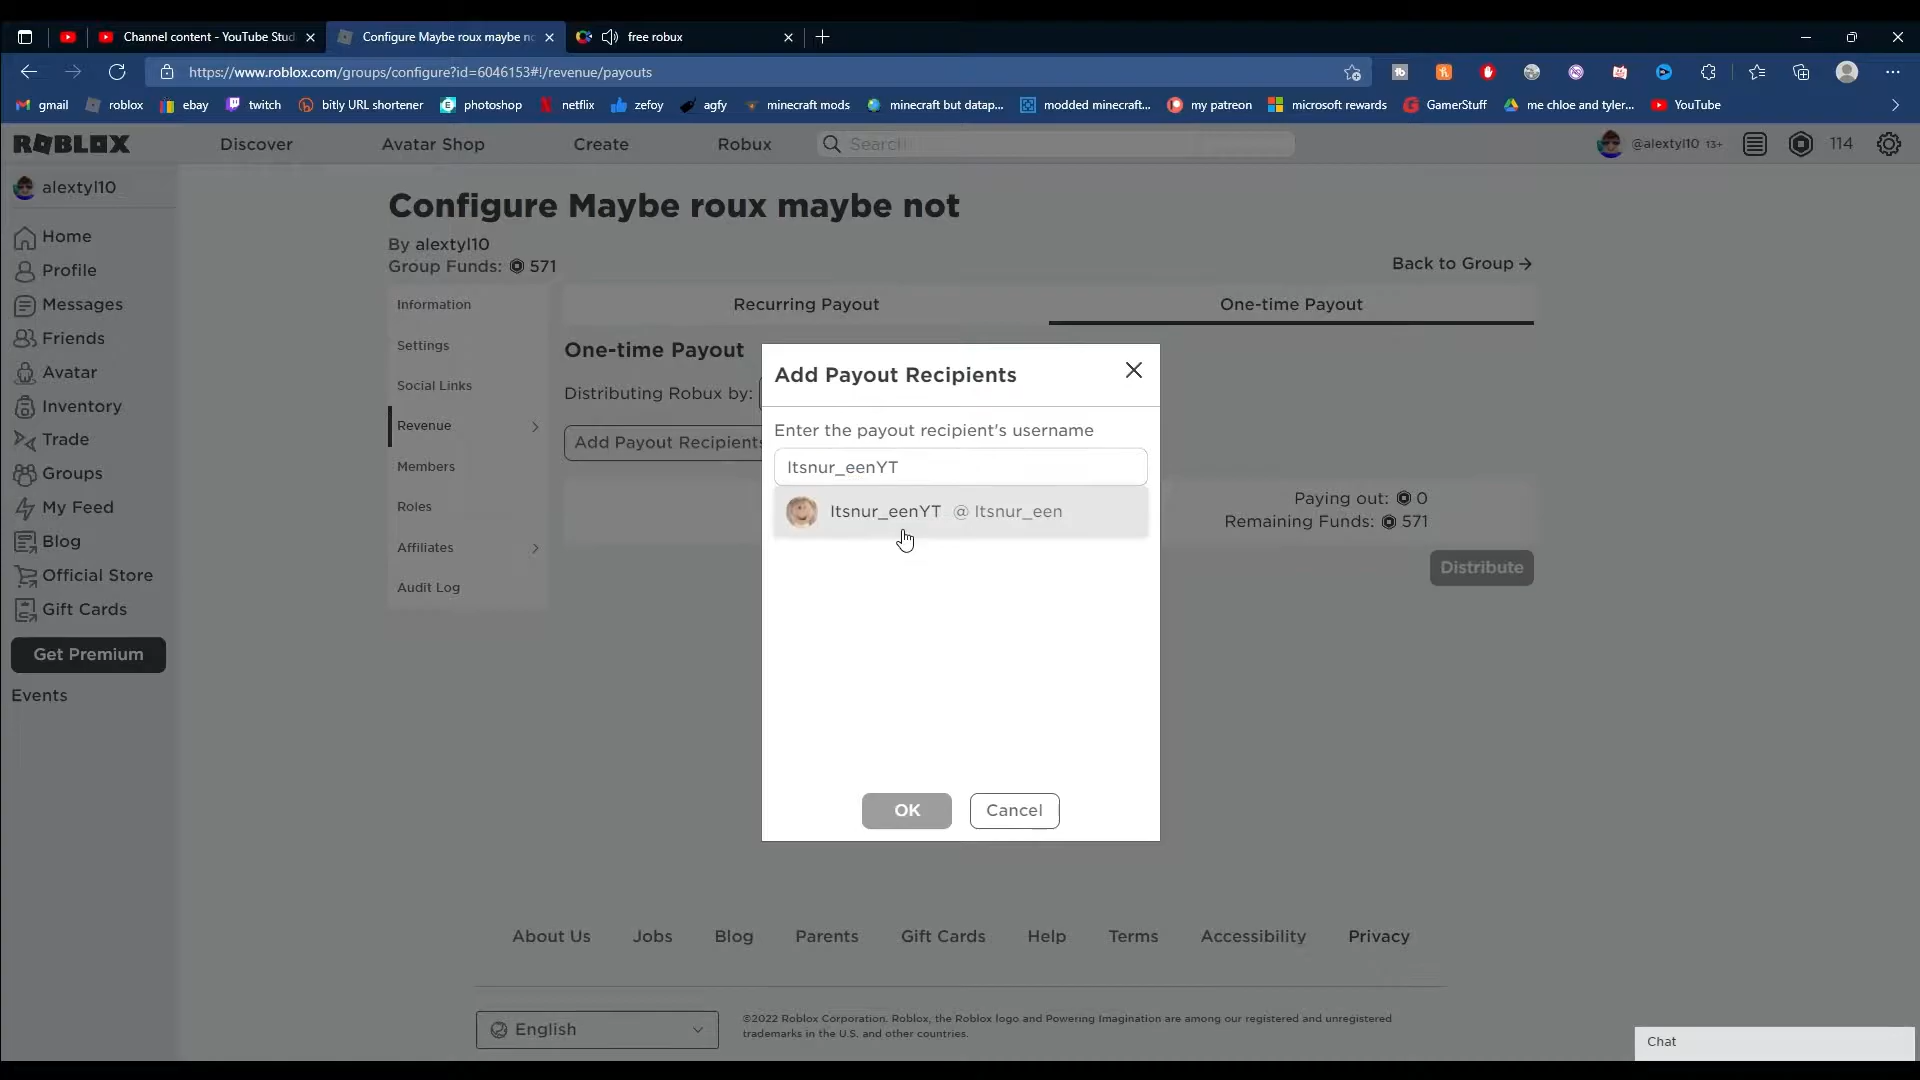 Channel content - YouTube Stud
Configure Maybe roux maybe no
free robux
https://www.roblox.com/groups/configure?id=6046153#!/revenue/payouts
gmail
roblox
ebay
twitch
bitly URL shortener
photoshop
netflix
zefoy
agfy
minecraft mods
minecraft but datap...
modded minecraft...
my patreon
microsoft rewards
GamerStuff
me chloe and tyler...
YouTube
ROBLOX
Discover
Avatar Shop
Create
Robux
Search
@alextyl10 13+
114
alextyl10
Home
Profile
Messages
Friends
Avatar
Inventory
Trade
Groups
My Feed
Blog
Official Store
Gift Cards
Get Premium
Events
Configure Maybe roux maybe not
By alextyl10
Group Funds: 571
Back to Group
Information
Settings
Social Links
Revenue
Members
Roles
Affiliates
Audit Log
Recurring Payout
One-time Payout
One-time Payout
Distributing Robux by:
Add Payout Recipients
Paying out: 0
Remaining Funds: 571
Distribute
Add Payout Recipients
Enter the payout recipient's username
Itsnur_eenYT
Itsnur_eenYT @ Itsnur_een
OK
Cancel
About Us
Jobs
Blog
Parents
Gift Cards
Help
Terms
Accessibility
Privacy
English
©2022 Roblox Corporation. Roblox, the Roblox logo and Powering Imagination are among our registered and unregistered
trademarks in the U.S. and other countries.
Chat